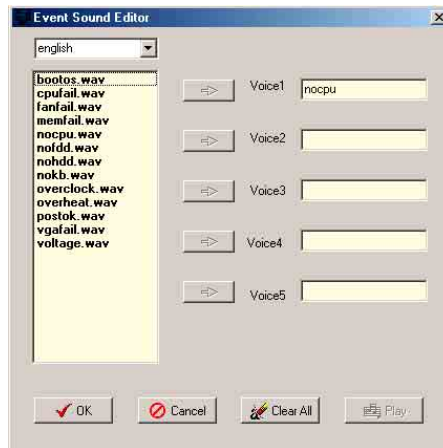 Event Sound Editor
english
bootos.wav
cpufail.wav
fanfail.wav
memfail.wav
nocpu.wav
nofdd.wav
nohdd.wav
nokb.wav
overclock.wav
overheat.wav
postok.wav
vgafail.wav
voltage.wav
Voice1 nocpu
Voice2
Voice3
Voice4
Voice5
OK Cancel Clear All Play